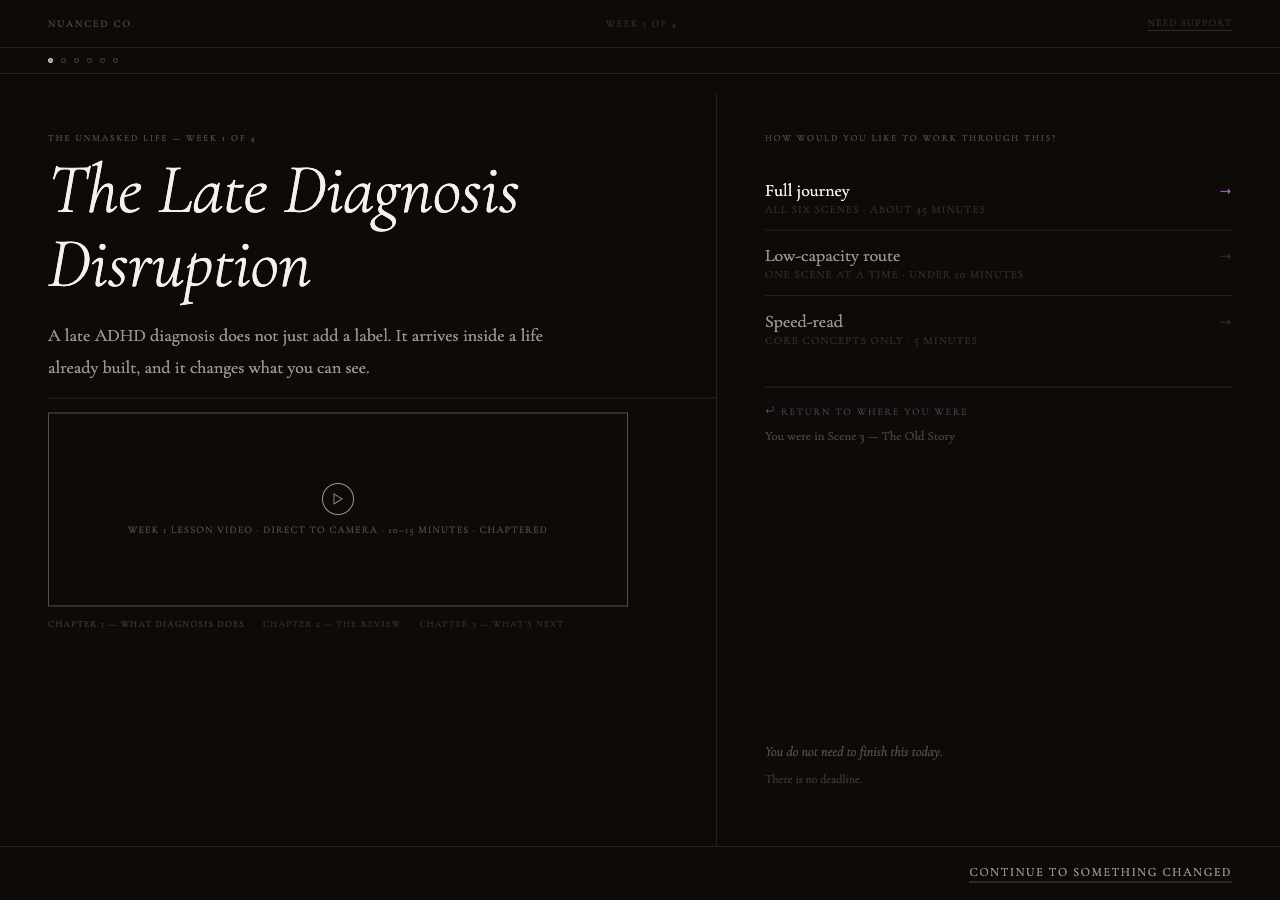 NUANCED CO.
WEEK 1 OF 4
NEED SUPPORT
THE UNMASKED LIFE — WEEK 1 OF 4
The Late Diagnosis
Disruption
A late ADHD diagnosis does not just add a label. It arrives inside a life
already built, and it changes what you can see.
WEEK 1 LESSON VIDEO · DIRECT TO CAMERA · 10–15 MINUTES · CHAPTERED
CHAPTER 1 — WHAT DIAGNOSIS DOES CHAPTER 2 — THE REVIEW CHAPTER 3 — WHAT'S NEXT
HOW WOULD YOU LIKE TO WORK THROUGH THIS?
Full journey →
ALL SIX SCENES · ABOUT 45 MINUTES
Low-capacity route →
ONE SCENE AT A TIME · UNDER 10 MINUTES
Speed-read →
CORE CONCEPTS ONLY · 5 MINUTES
↩ RETURN TO WHERE YOU WERE
You were in Scene 3 — The Old Story
You do not need to finish this today.
There is no deadline.
CONTINUE TO SOMETHING CHANGED